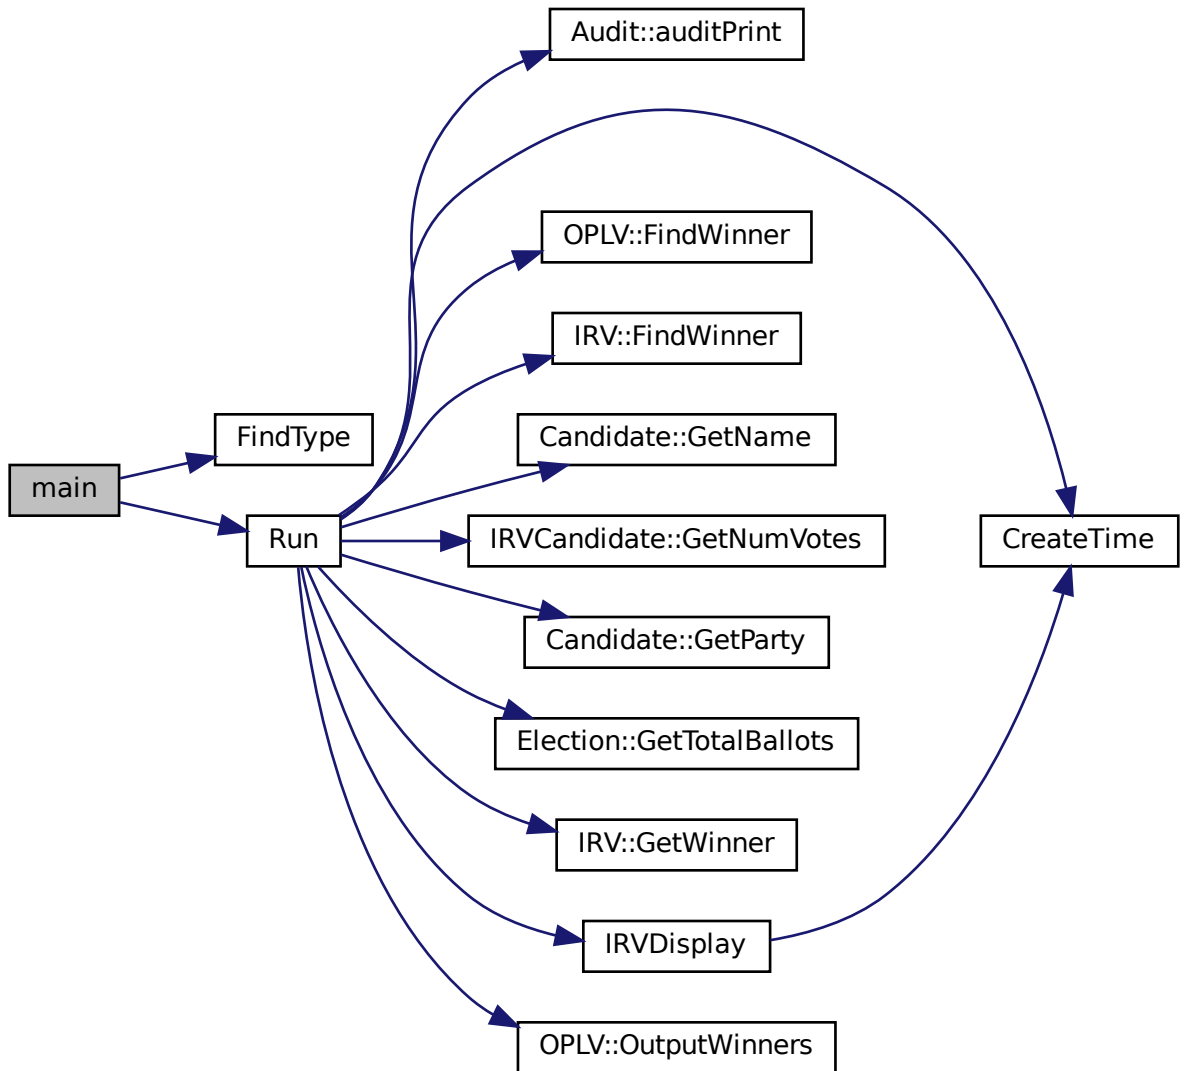 Audit::auditPrint
OPLV::FindWinner
IRV::FindWinner
FindType
Candidate::GetName
main
Run
IRVCandidate::GetNumVotes
CreateTime
Candidate::GetParty
Election::GetTotalBallots
IRV::GetWinner
IRVDisplay
OPLV::OutputWinners